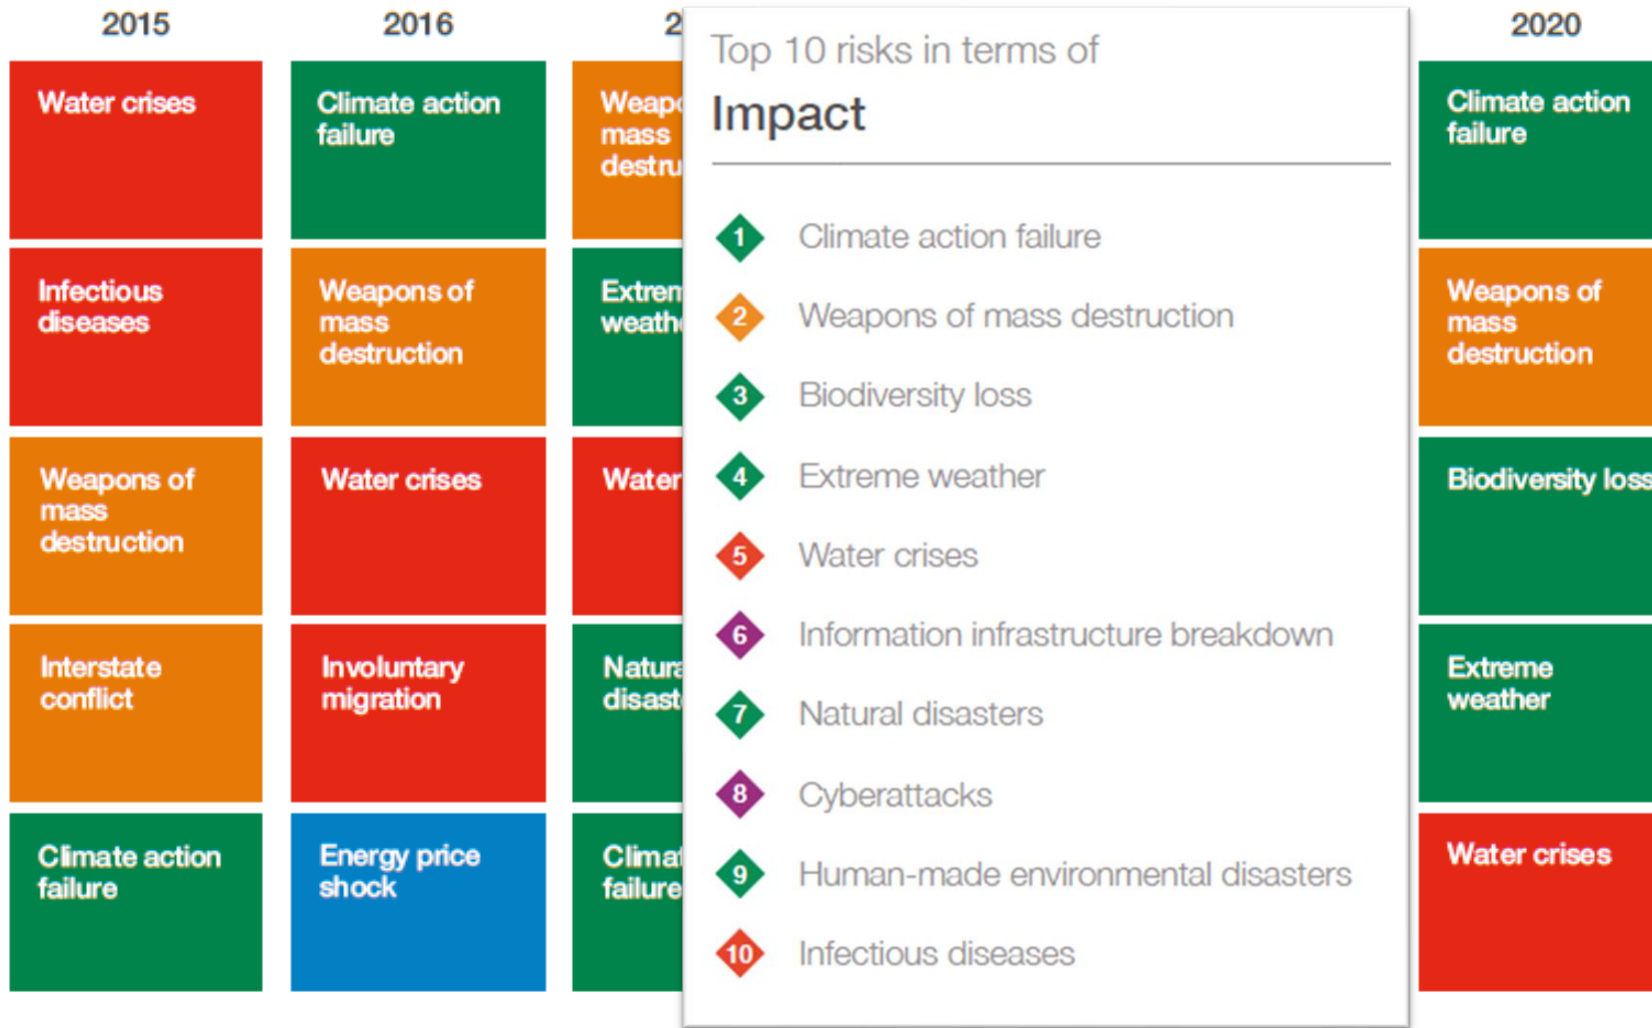 2015
Water crises
Infectious
diseases
Weapons of
mass
destruction
Interstate
conflict
Climate action
failure
2016
Climate action
failure
Weapons of
mass
destruction
Water crises
Involuntary
migration
Energy price
shock
2
mass
Water
failure
Top 10 risks in terms of
Impact
1 Climate action failure
2 Weapons of mass destruction
3 Biodiversity loss
4 Extreme weather
5 Water crises
6 Information infrastructure breakdown
7 Natural disasters
8 Cyberattacks
9 Human-made environmental disasters
10 Infectious diseases
2020
Climate action
failure
Weapons of
mass
destruction
Biodiversity loss
Extreme
weather
Water crises